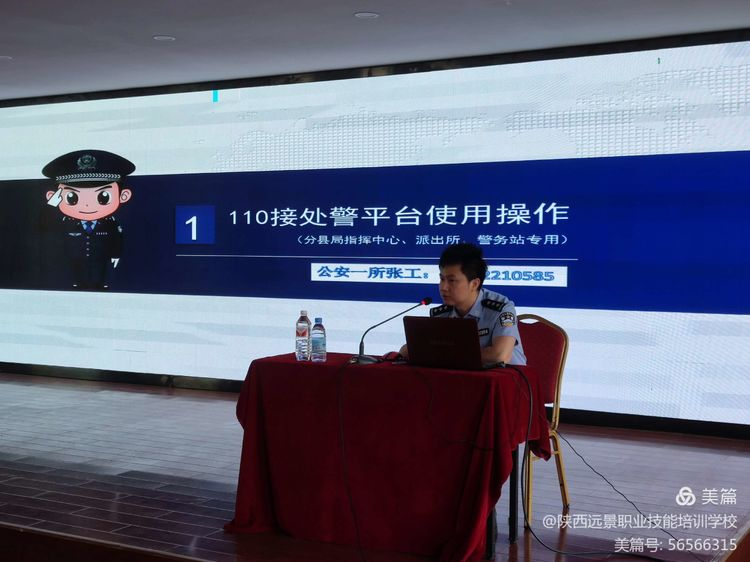 1
110接处警平台使用操作
（分县局指挥中心、派出所、警务站专用）
公安一所张工：
2210585
美篇
@陕西远景职业技能培训学校
美篇号: 56566315